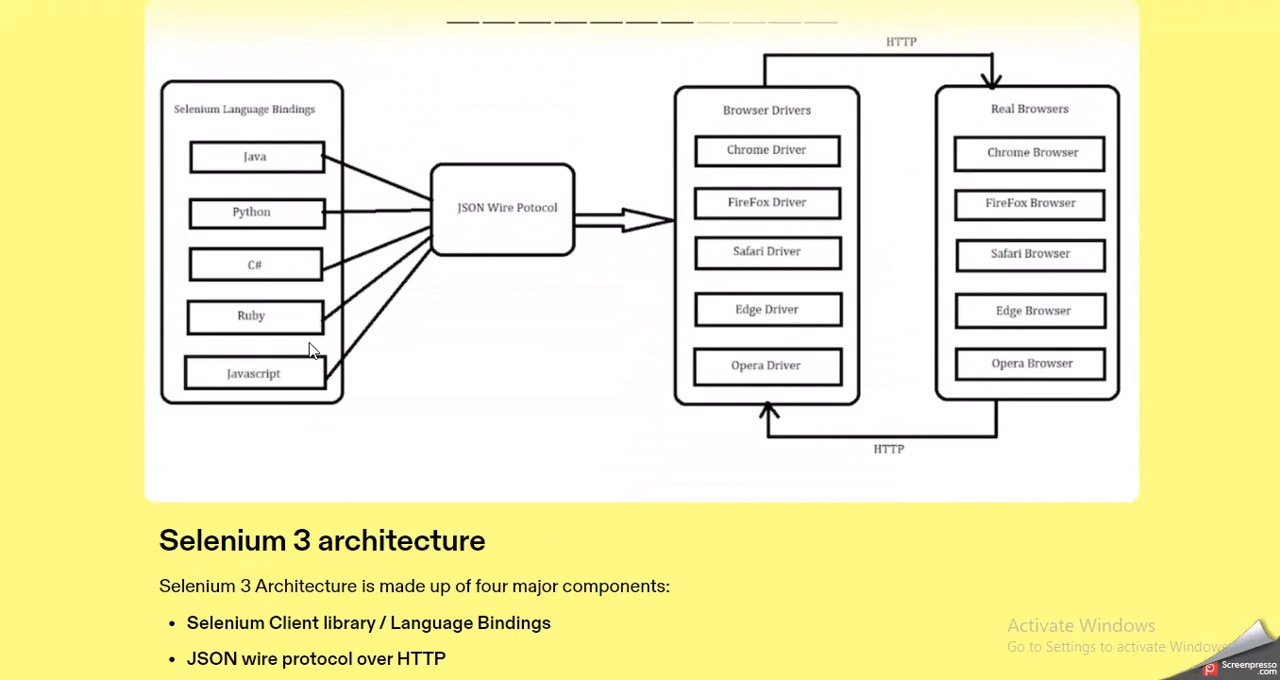 HTTP
Selenium Language Bindings
Java
Python
C#
Ruby
Javascript
JSON Wire Potocol
Browser Drivers
Chrome Driver
FireFox Driver
Safari Driver
Edge Driver
Opera Driver
Real Browsers
Chrome Browser
FireFox Browser
Safari Browser
Edge Browser
Opera Browser
HTTP
Selenium 3 architecture
Selenium 3 Architecture is made up of four major components:
• Selenium Client library / Language Bindings
• JSON wire protocol over HTTP
Activate Windows
Go to Settings to activate Windows
Screenpresso
.com